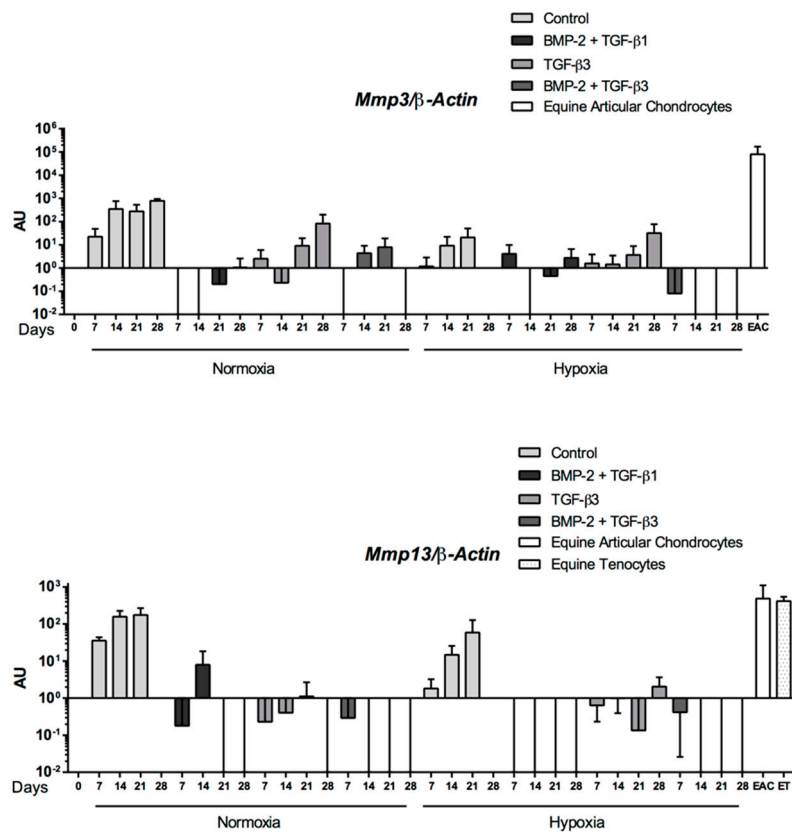 Control
BMP-2 + TGF-β1
TGF-β3
BMP-2 + TGF-β3
Equine Articular Chondrocytes
Mmp3/β-Actin
AU
10^6
10^5
10^4
10^3
10^2
10^1
10^0
10^-1
10^-2
Days 0 7 14 21 28 7 14 21 28 7 14 21 28 7 14 21 28 7 14 21 28 7 14 21 28 7 14 21 28 7 14 21 28 EAC
Normoxia Hypoxia
Control
BMP-2 + TGF-β1
TGF-β3
BMP-2 + TGF-β3
Equine Articular Chondrocytes
Equine Tenocytes
Mmp13/β-Actin
AU
10^3
10^2
10^1
10^0
10^-1
10^-2
Days 0 7 14 21 28 7 14 21 28 7 14 21 28 7 14 21 28 7 14 21 28 7 14 21 28 7 14 21 28 7 14 21 28 EAC ET
Normoxia Hypoxia